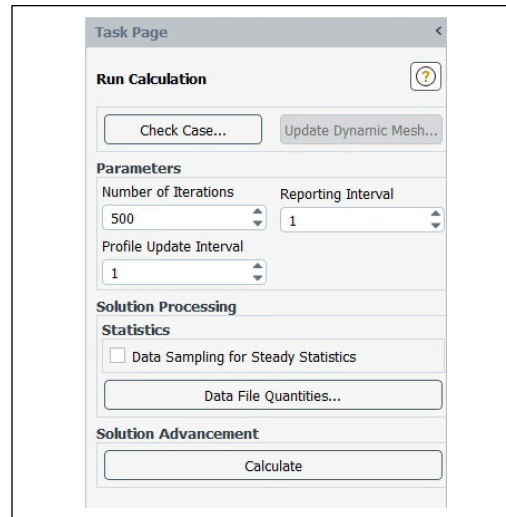 Task Page <
Run Calculation ?
Check Case... Update Dynamic Mesh...
Parameters
Number of Iterations Reporting Interval
500 1
Profile Update Interval
1
Solution Processing
Statistics
Data Sampling for Steady Statistics
Data File Quantities...
Solution Advancement
Calculate